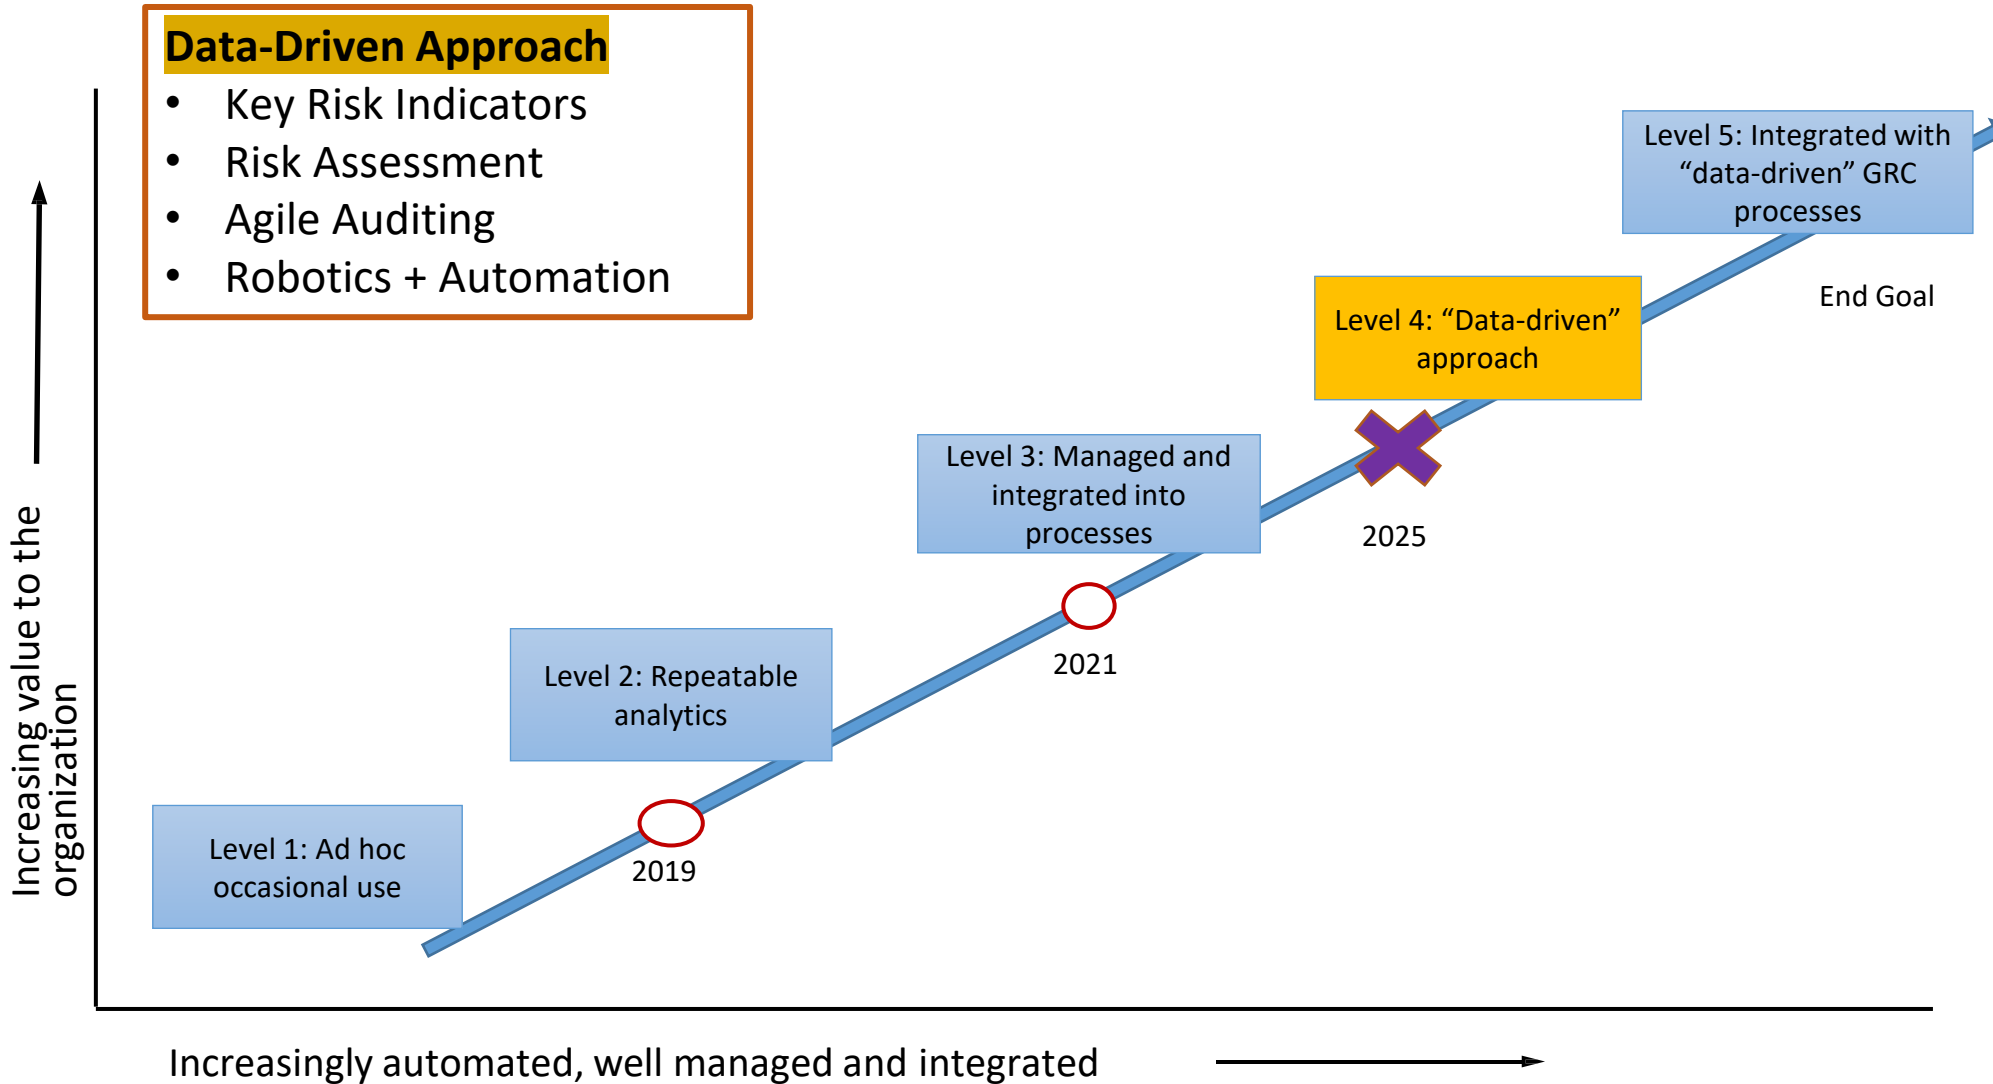 Data-Driven Approach
• Key Risk Indicators
• Risk Assessment
• Agile Auditing
• Robotics + Automation
Level 5: Integrated with
“data-driven” GRC
processes
End Goal
Level 4: “Data-driven”
approach
2025
Level 3: Managed and
integrated into
processes
2021
Level 2: Repeatable
analytics
2019
Level 1: Ad hoc
occasional use
Increasing value to the
organization
Increasingly automated, well managed and integrated